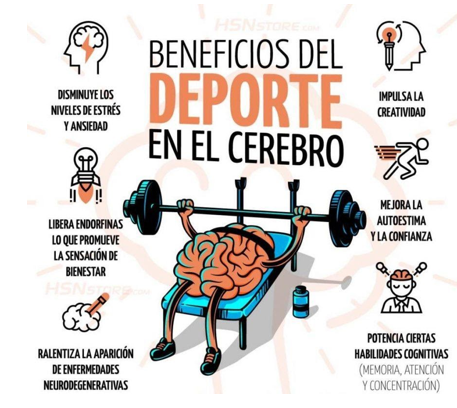 HSNSTORE.COM
BENEFICIOS DEL
DEPORTE
EN EL CEREBRO
DISMINUYE LOS
NIVELES DE ESTRÉS
Y ANSIEDAD
LIBERA ENDORFINAS
LO QUE PROMUEVE
LA SENSACIÓN DE
BIENESTAR
HSNSTORE.COM
RALENTIZA LA APARICIÓN
DE ENFERMEDADES
NEURODEGENERATIVAS
IMPULSA LA
CREATIVIDAD
MEJORA LA
AUTOESTIMA
Y LA CONFIANZA
POTENCIA CIERTAS
HABILIDADES COGNITIVAS
(MEMORIA, ATENCIÓN
Y CONCENTRACIÓN)